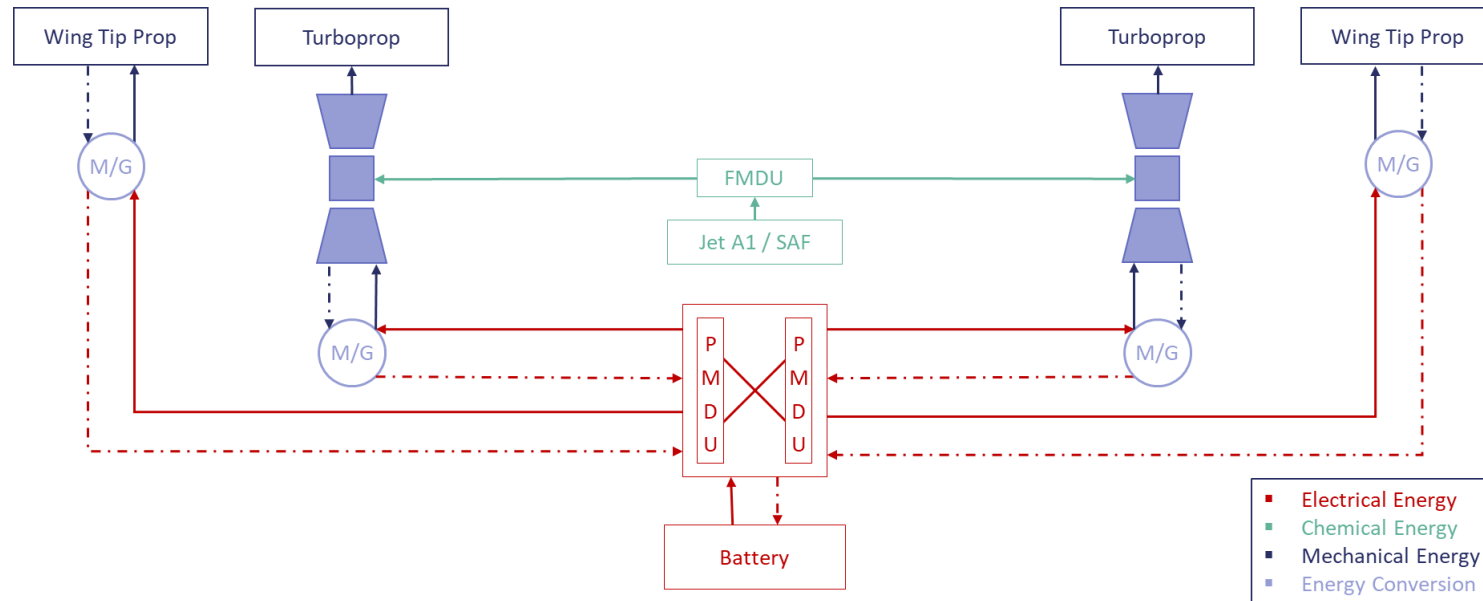 Wing Tip Prop
Turboprop
Turboprop
Wing Tip Prop
M/G
M/G
FMDU
Jet A1 / SAF
M/G
M/G
P
M
D
U
P
M
D
U
Battery
Electrical Energy
Chemical Energy
Mechanical Energy
Energy Conversion